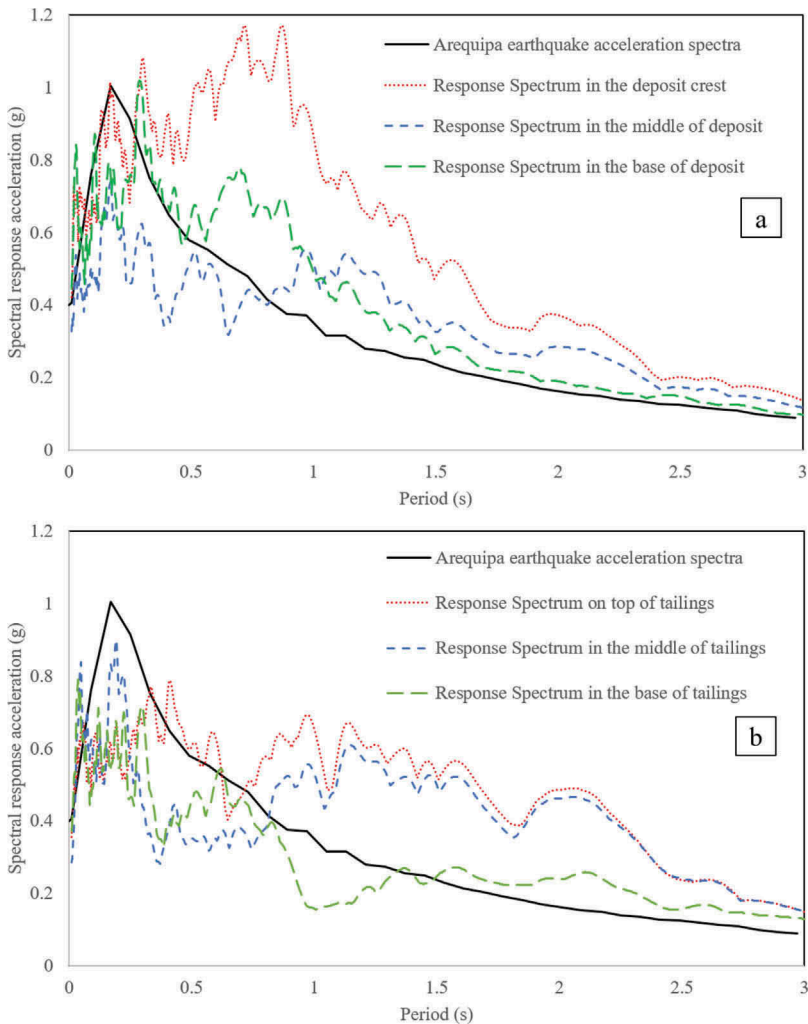 1.2
1
0.8
0.6
0.4
0.2
0
Spectral response acceleration (g)
Arequipa earthquake acceleration spectra
Response Spectrum in the deposit crest
Response Spectrum in the middle of deposit
Response Spectrum in the base of deposit
a
0 0.5 1 1.5 2 2.5 3
Period (s)
1.2
1
0.8
0.6
0.4
0.2
0
Spectral response acceleration (g)
Arequipa earthquake acceleration spectra
Response Spectrum on top of tailings
Response Spectrum in the middle of tailings
Response Spectrum in the base of tailings
b
0 0.5 1 1.5 2 2.5 3
Period (s)